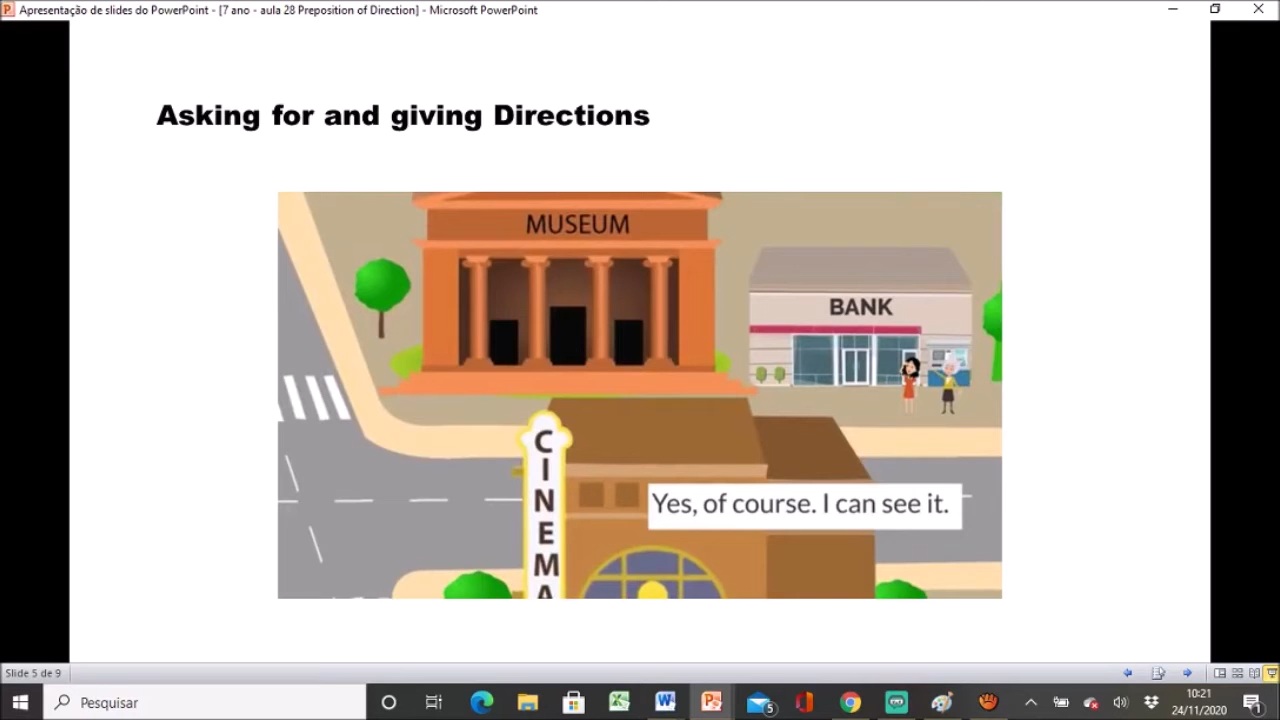 Apresentação de slides do PowerPoint - [7 ano - aula 28 Preposition of Direction] - Microsoft PowerPoint
Asking for and giving Directions
MUSEUM
BANK
CINEMA
Yes, of course. I can see it.
Slide 5 de 9
Pesquisar
5
10:21
24/11/2020
1